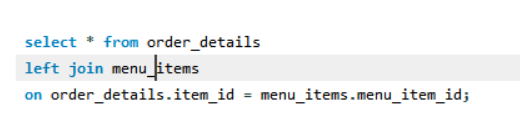 select * from order_details
left join menu_items
on order_details.item_id = menu_items.menu_item_id;